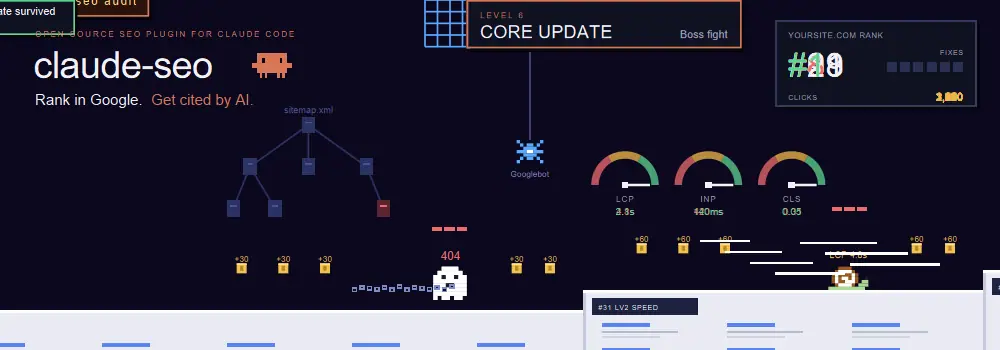 ate survived
seo audit
OPEN SOURCE SEO PLUGIN FOR CLAUDE CODE
claude-seo
Rank in Google. Get cited by AI.
sitemap.xml
LEVEL 6
CORE UPDATE
Boss fight
YOURSITE.COM RANK
FIXES
CLICKS
Googlebot
LCP
INP
CLS
0.05
404
+30
+30
+30
+30
+30
+60
+60
+60
+60
+60
#31 LV2 SPEED